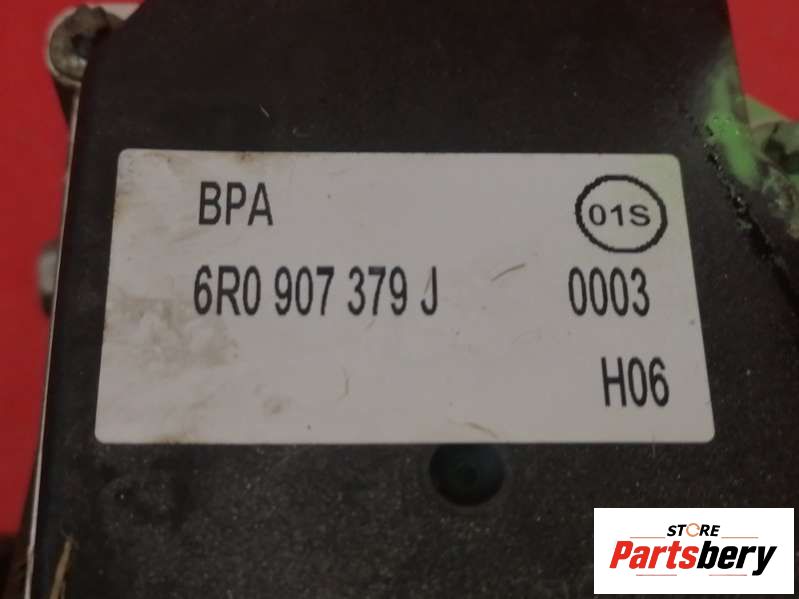 BPA 01S
6R0 907 379 J 0003
H06
STORE
Partsbery